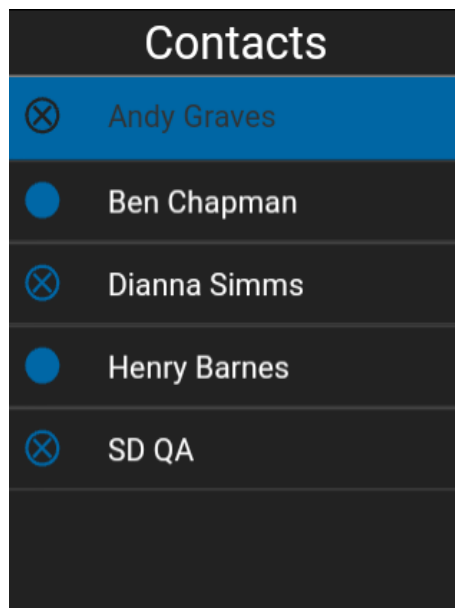 Contacts
Andy Graves
Ben Chapman
Dianna Simms
Henry Barnes
SD QA